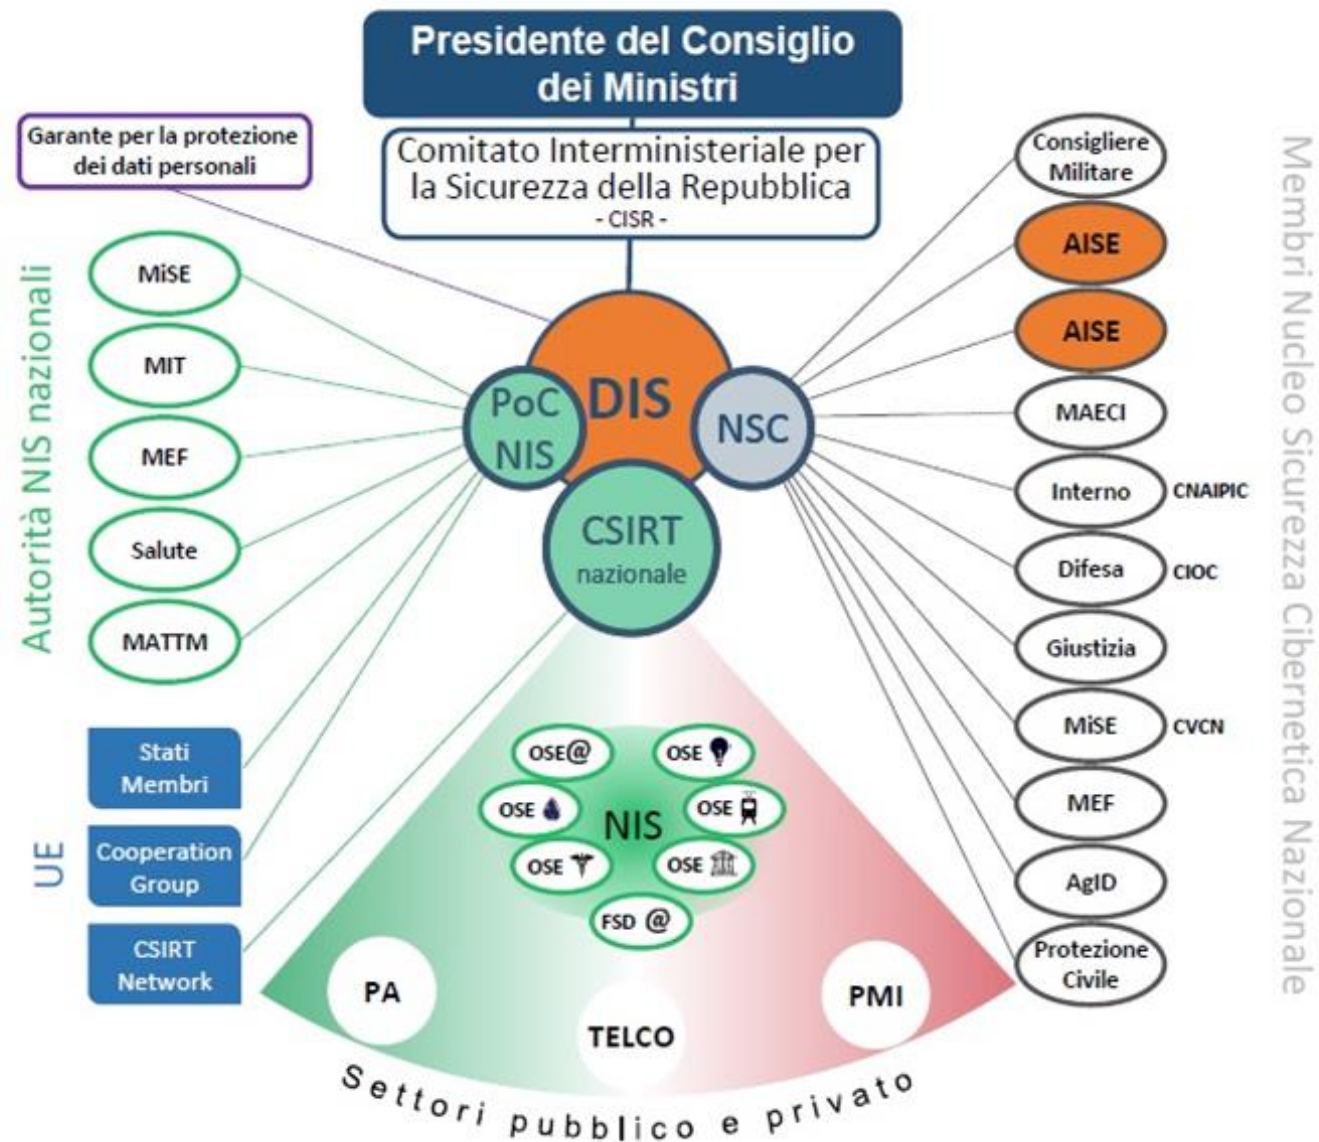 Presidente del Consiglio
dei Ministri
Garante per la protezione
dei dati personali
Comitato Interministeriale per
la Sicurezza della Repubblica
- CISR -
Autorità NIS nazionali
MiSE
MIT
MEF
Salute
MATTM
UE
Stati
Membri
Cooperation
Group
CSIRT
Network
DIS
PoC
NIS
NSC
CSIRT
nazionale
OSE @
OSE
OSE
OSE
NIS
OSE
OSE
FSD @
PA
TELCO
PMI
Settori pubblico e privato
Consigliere
Militare
AISE
AISE
MAECI
Interno
CNAIPIC
Difesa
CIOC
Giustizia
MiSE
CVCN
MEF
AgID
Protezione
Civile
Membri Nucleo Sicurezza Cibernetica Nazionale